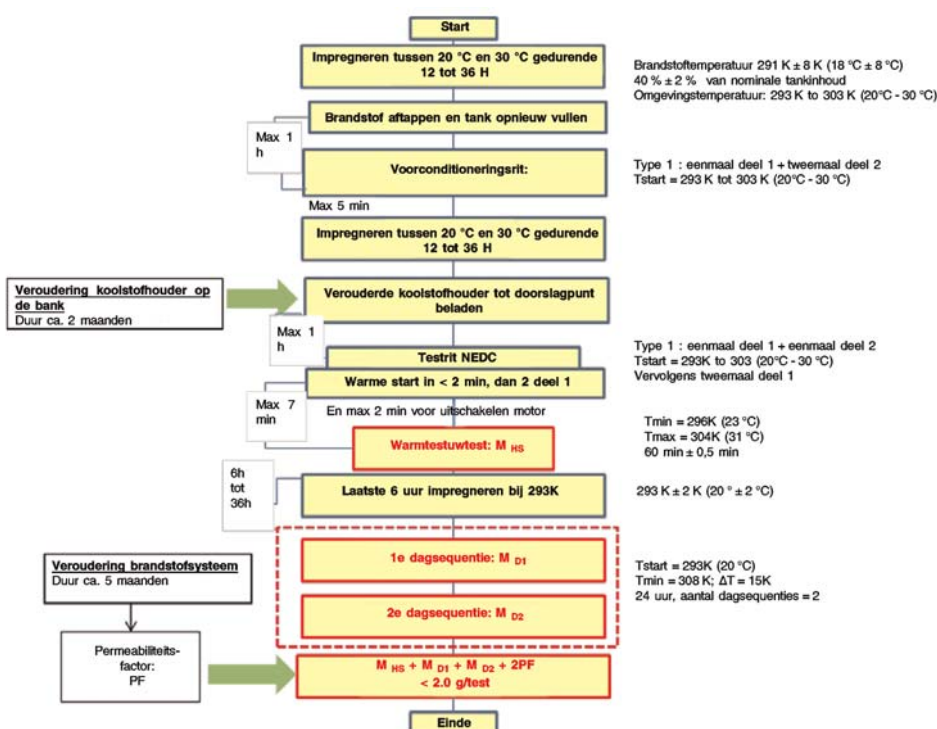 Start
Impregneren tussen 20 °C en 30 °C gedurende
12 tot 36 H
Brandstoftemperatuur 291 K ± 8 K (18 °C ± 8 °C)
40 % ± 2 % van nominale tankinhoud
Omgevingstemperatuur: 293 K to 303 K (20°C - 30 °C)
Brandstof aftappen en tank opnieuw vullen
Max 1
h
Voorconditioneringsrit:
Type 1 : eenmaal deel 1 + tweemaal deel 2
Tstart = 293 K tot 303 K (20°C - 30 °C)
Max 5 min
Impregneren tussen 20 °C en 30 °C gedurende
12 tot 36 H
Veroudering koolstofhouder op
de bank
Duur ca. 2 maanden
Verouderde koolstofhouder tot doorslagpunt
beladen
Max 1
h
Testrit NEDC
Warme start in < 2 min, dan 2 deel 1
Type 1 : eenmaal deel 1 + eenmaal deel 2
Tstart = 293K to 303 (20°C - 30 °C)
Vervolgens tweemaal deel 1
Max 7
min
En max 2 min voor uitschakelen motor
Warmtestuwtest: M HS
Tmin = 296K (23 °C)
Tmax = 304K (31 °C)
60 min ± 0,5 min
6h
tot
36h
Laatste 6 uur impregneren bij 293K
293 K ± 2 K (20 ° ± 2 °C)
1e dagsequentie: M D1
2e dagsequentie: M D2
Tstart = 293K (20 °C)
Tmin = 308 K; ΔT = 15K
24 uur, aantal dagsequenties = 2
Veroudering brandstofsysteem
Duur ca. 5 maanden
Permeabiliteits-
factor:
PF
M HS + M D1 + M D2 + 2PF
< 2.0 g/test
Einde